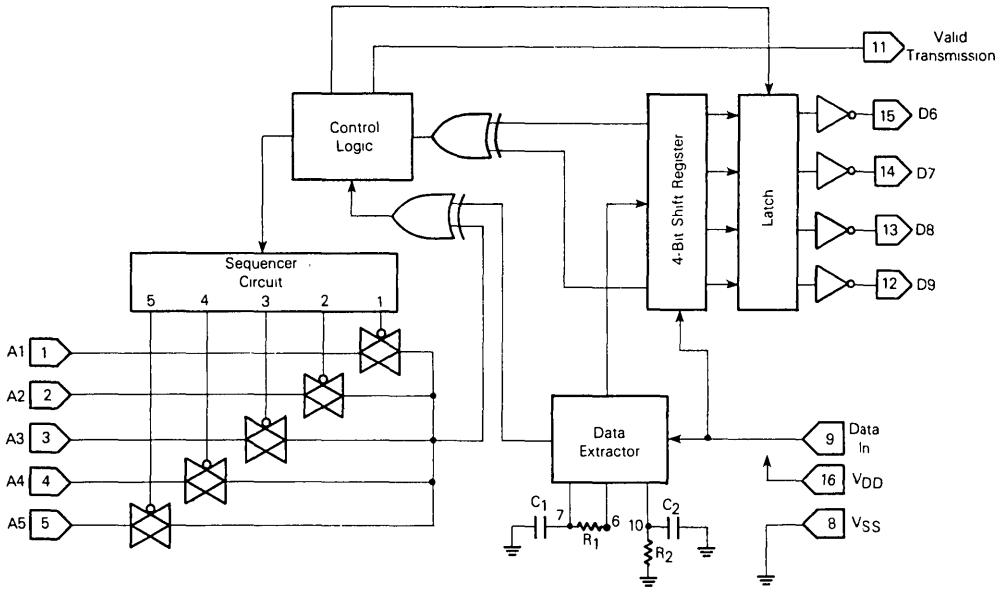 11
Valid
Transmission
Control
Logic
4-Bit Shift Register
Latch
15 D6
14 D7
13 D8
12 D9
Sequencer
Circuit
5 4 3 2 1
A1 1
A2 2
A3 3
A4 4
A5 5
Data
Extractor
9 Data
In
16 VDD
8 VSS
C1 7 R1 6 10 C2
R2